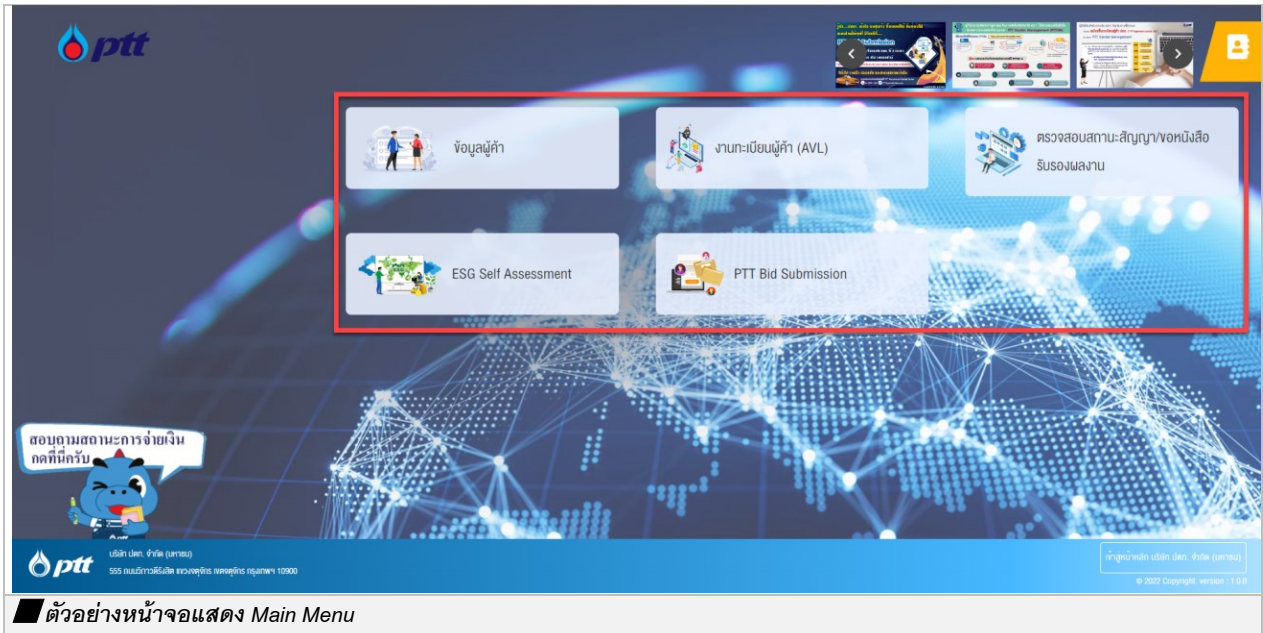 ptt
ข้อมูลผู้ค้า
งานทะเบียนผู้ค้า (AVL)
ตรวจสอบสถานะสัญญา/ขอหนังสือ
รับรองผลงาน
ESG Self Assessment
PTT Bid Submission
สอบถามสถานะการจ่ายเงิน
กดที่นี่ครับ
ptt
บริษัท ปตท. จำกัด (มหาชน)
555 ถนนวิภาวดีรังสิต แขวงจตุจักร เขตจตุจักร กรุงเทพฯ 10900
เข้าสู่หน้าหลัก บริษัท ปตท. จำกัด (มหาชน)
© 2022 Copyright. version : 1.0.0
ตัวอย่างหน้าจอแสดง Main Menu